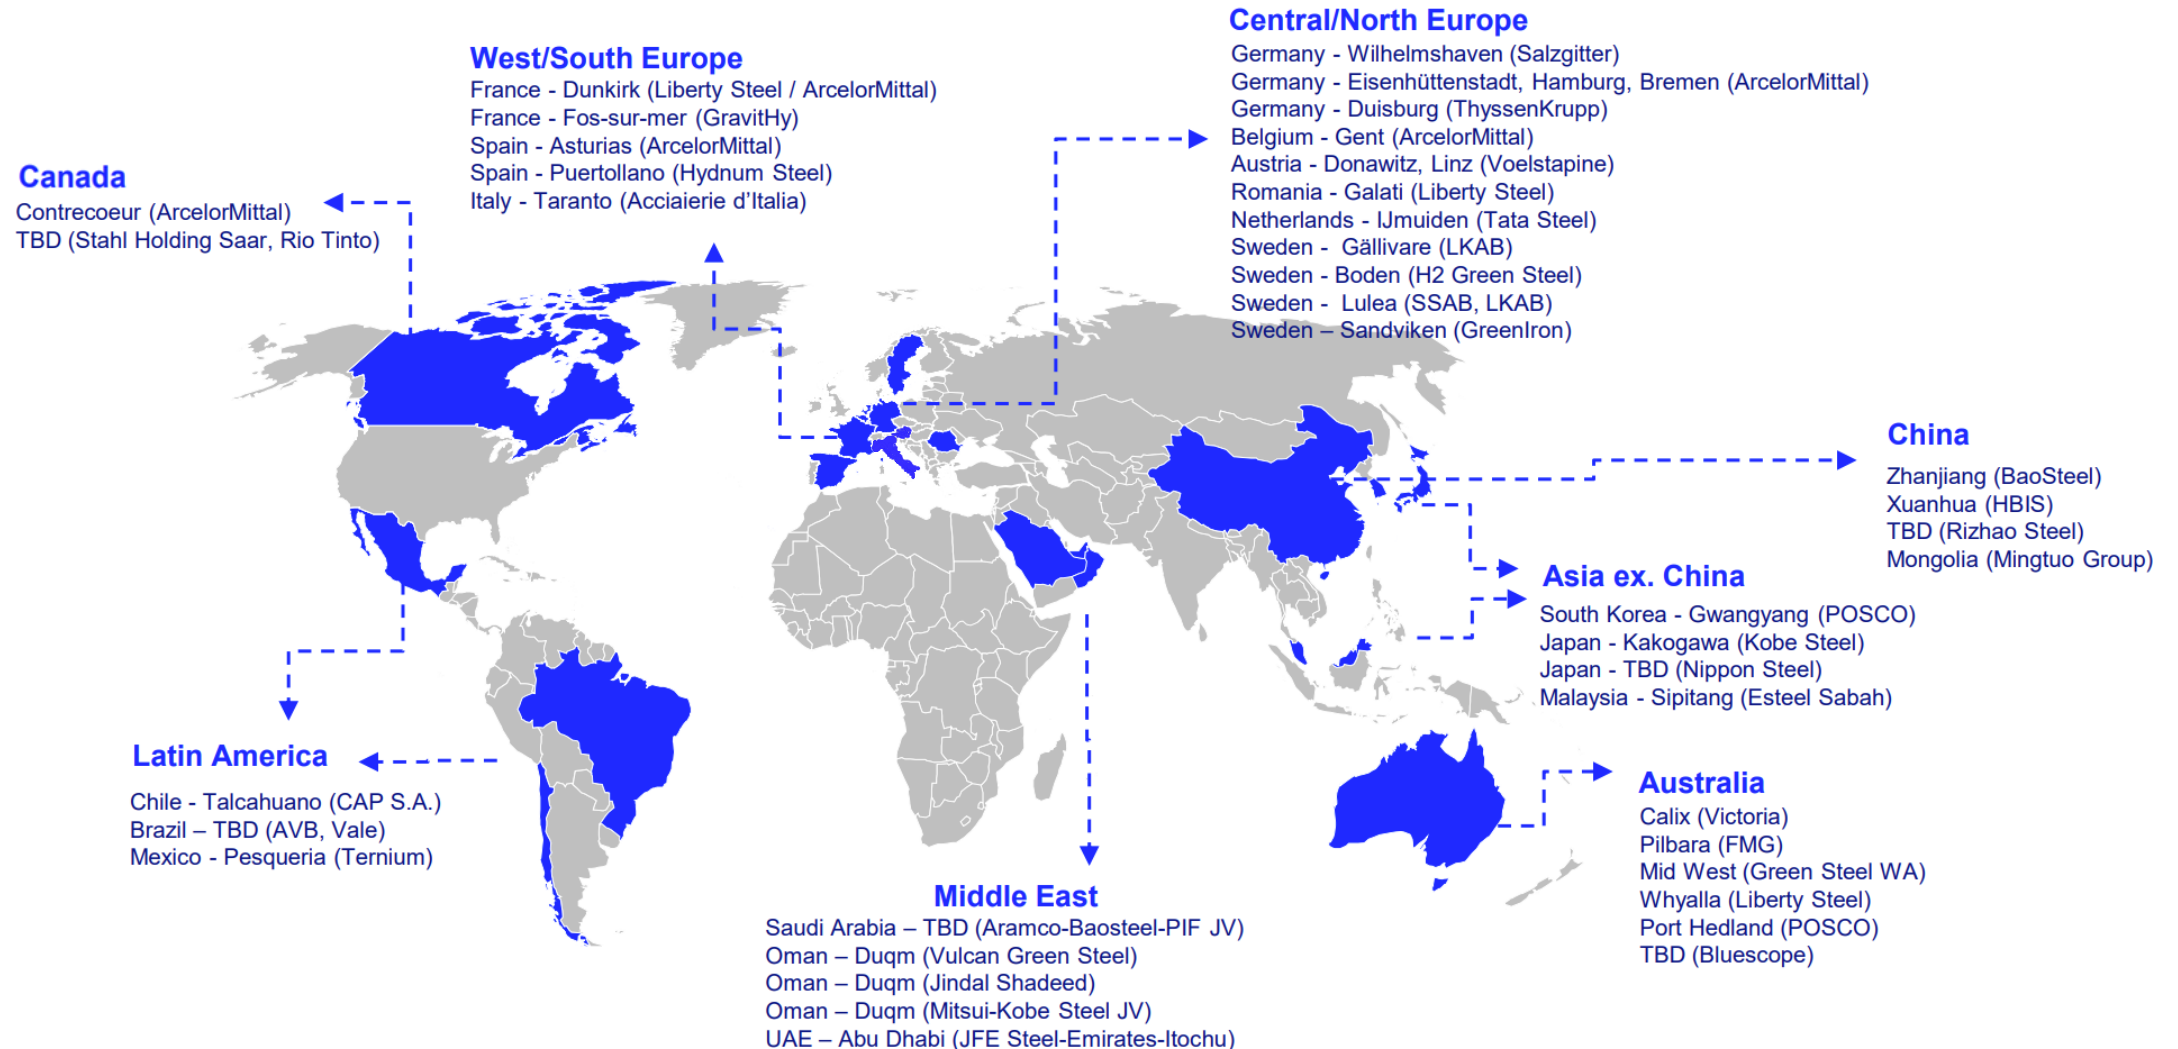 Central/North Europe
Germany - Wilhelmshaven (Salzgitter)
Germany - Eisenhüttenstadt, Hamburg, Bremen (ArcelorMittal)
Germany - Duisburg (ThyssenKrupp)
Belgium - Gent (ArcelorMittal)
Austria - Donawitz, Linz (Voelstapine)
Romania - Galati (Liberty Steel)
Netherlands - IJmuiden (Tata Steel)
Sweden - Gällivare (LKAB)
Sweden - Boden (H2 Green Steel)
Sweden - Lulea (SSAB, LKAB)
Sweden – Sandviken (GreenIron)
West/South Europe
France - Dunkirk (Liberty Steel / ArcelorMittal)
France - Fos-sur-mer (GravitHy)
Spain - Asturias (ArcelorMittal)
Spain - Puertollano (Hydnum Steel)
Italy - Taranto (Acciaierie d’Italia)
Canada
Contrecoeur (ArcelorMittal)
TBD (Stahl Holding Saar, Rio Tinto)
China
Zhanjiang (BaoSteel)
Xuanhua (HBIS)
TBD (Rizhao Steel)
Mongolia (Mingtuo Group)
Asia ex. China
South Korea - Gwangyang (POSCO)
Japan - Kakogawa (Kobe Steel)
Japan - TBD (Nippon Steel)
Malaysia - Sipitang (Esteel Sabah)
Latin America
Chile - Talcahuano (CAP S.A.)
Brazil – TBD (AVB, Vale)
Mexico - Pesqueria (Ternium)
Australia
Calix (Victoria)
Pilbara (FMG)
Mid West (Green Steel WA)
Whyalla (Liberty Steel)
Port Hedland (POSCO)
TBD (Bluescope)
Middle East
Saudi Arabia – TBD (Aramco-Baosteel-PIF JV)
Oman – Duqm (Vulcan Green Steel)
Oman – Duqm (Jindal Shadeed)
Oman – Duqm (Mitsui-Kobe Steel JV)
UAE – Abu Dhabi (JFE Steel-Emirates-Itochu)